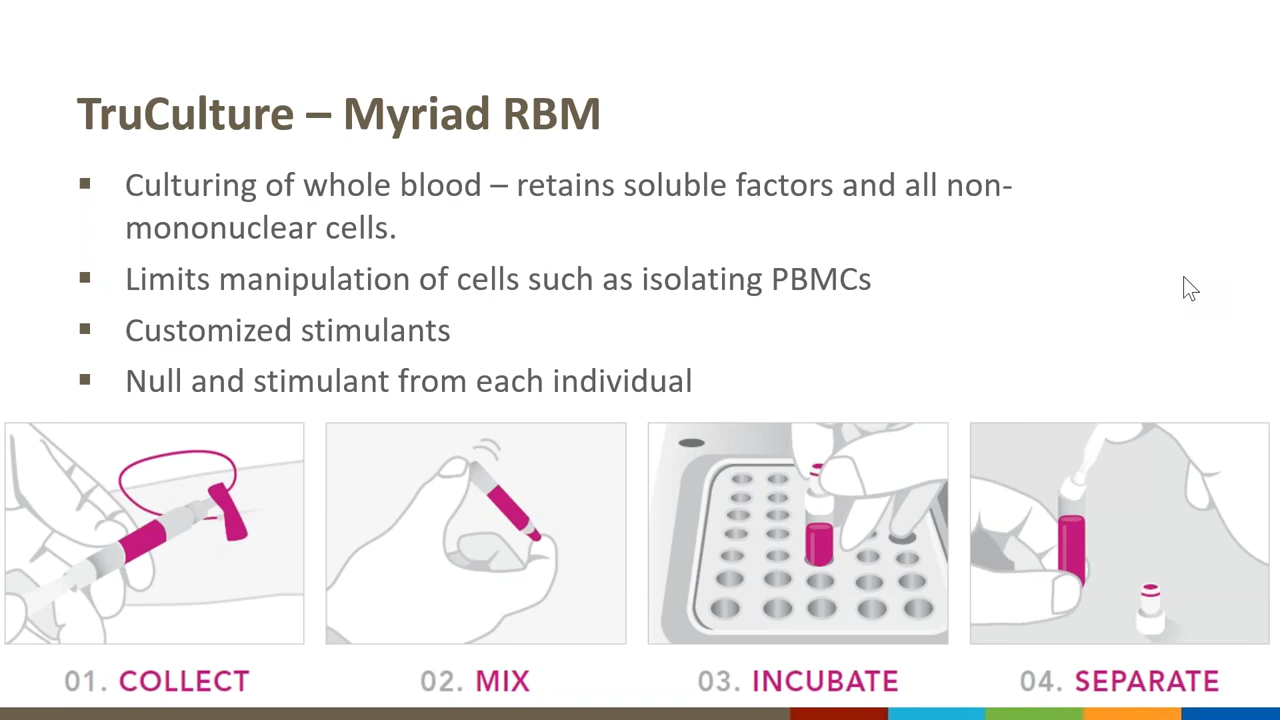 TruCulture – Myriad RBM
▪ Culturing of whole blood – retains soluble factors and all non-
mononuclear cells.
▪ Limits manipulation of cells such as isolating PBMCs
▪ Customized stimulants
▪ Null and stimulant from each individual
01. COLLECT
02. MIX
03. INCUBATE
04. SEPARATE